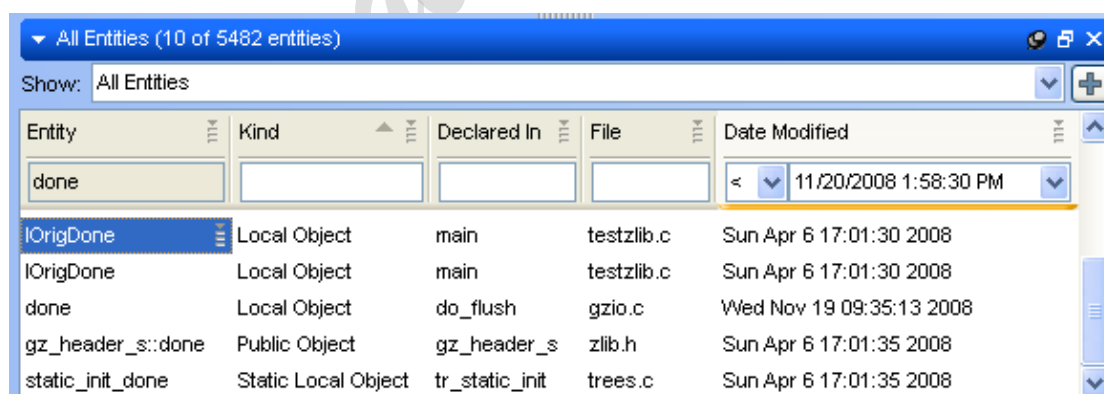 All Entities (10 of 5482 entities)
Show: All Entities
Entity Kind Declared In File Date Modified
done < 11/20/2008 1:58:30 PM
lOrigDone Local Object main testzlib.c Sun Apr 6 17:01:30 2008
lOrigDone Local Object main testzlib.c Sun Apr 6 17:01:30 2008
done Local Object do_flush gzio.c Wed Nov 19 09:35:13 2008
gz_header_s::done Public Object gz_header_s zlib.h Sun Apr 6 17:01:35 2008
static_init_done Static Local Object tr_static_init trees.c Sun Apr 6 17:01:35 2008